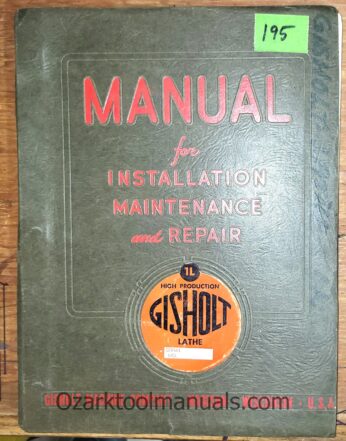 195
MANUAL
for
INSTALLATION
MAINTENANCE
and REPAIR
1L
HIGH PRODUCTION
GISHOLT
LATHE
Ozarktoolmanuals.com
U.S.A.